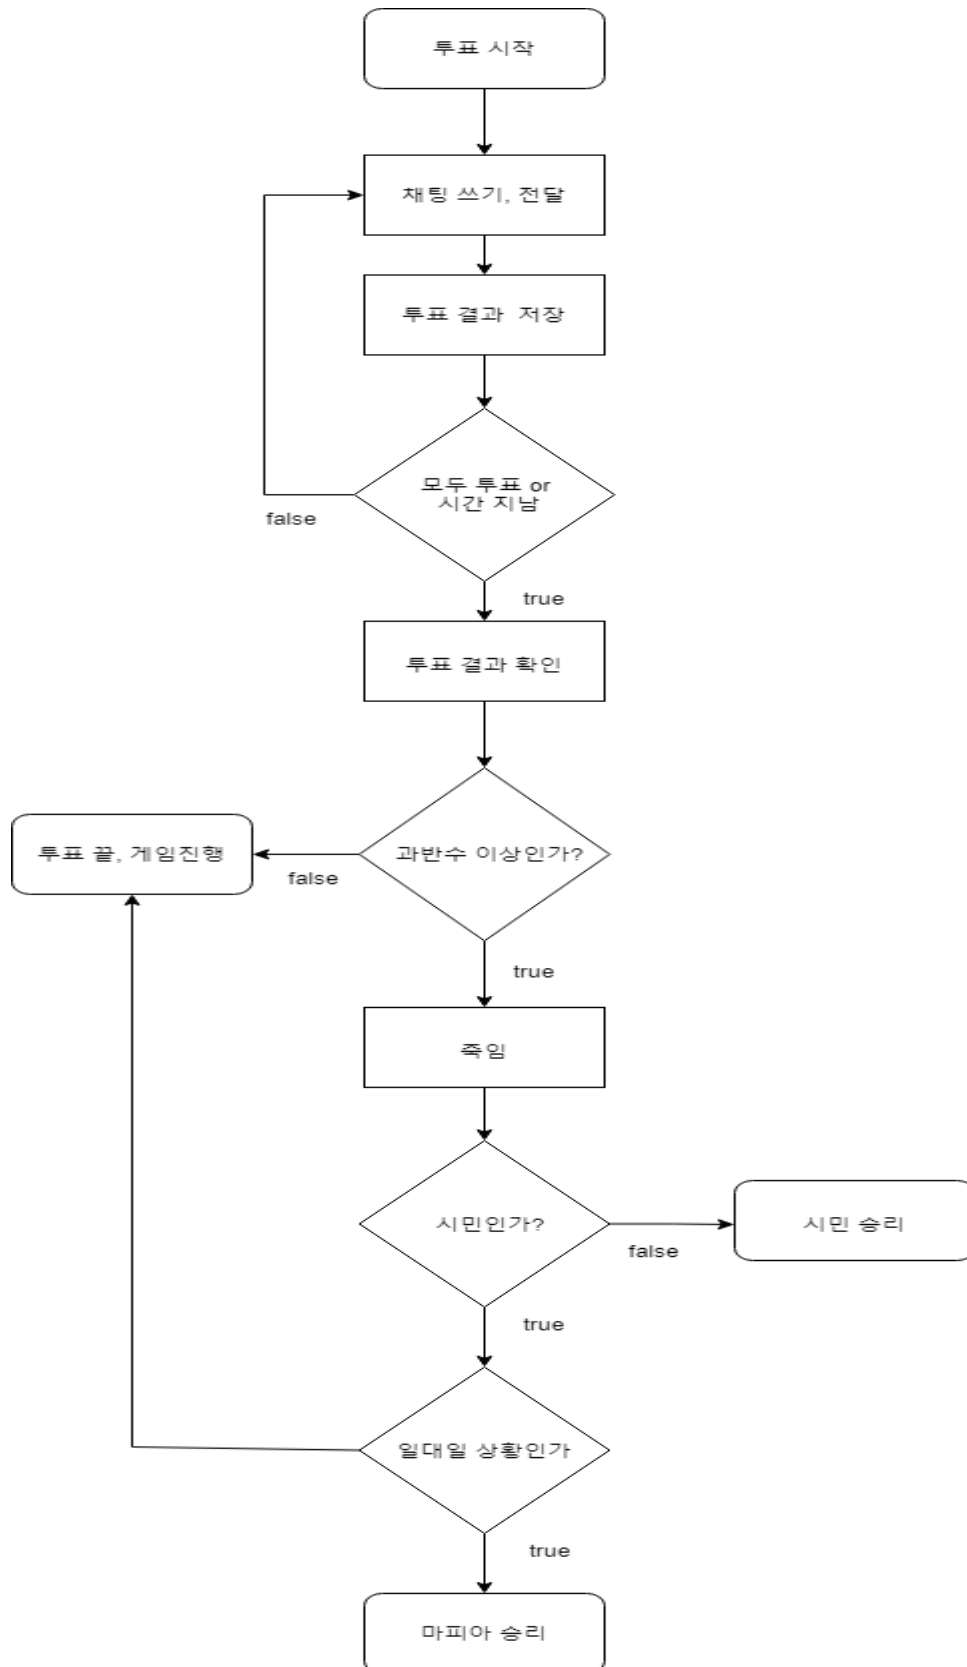 투표 시작
채팅 쓰기, 전달
투표 결과  저장
모두 투표 or
시간 지남
false
true
투표 결과 확인
과반수 이상인가?
투표 끝, 게임진행
false
true
죽임
시민인가?
시민 승리
false
true
일대일 상황인가
true
마피아 승리